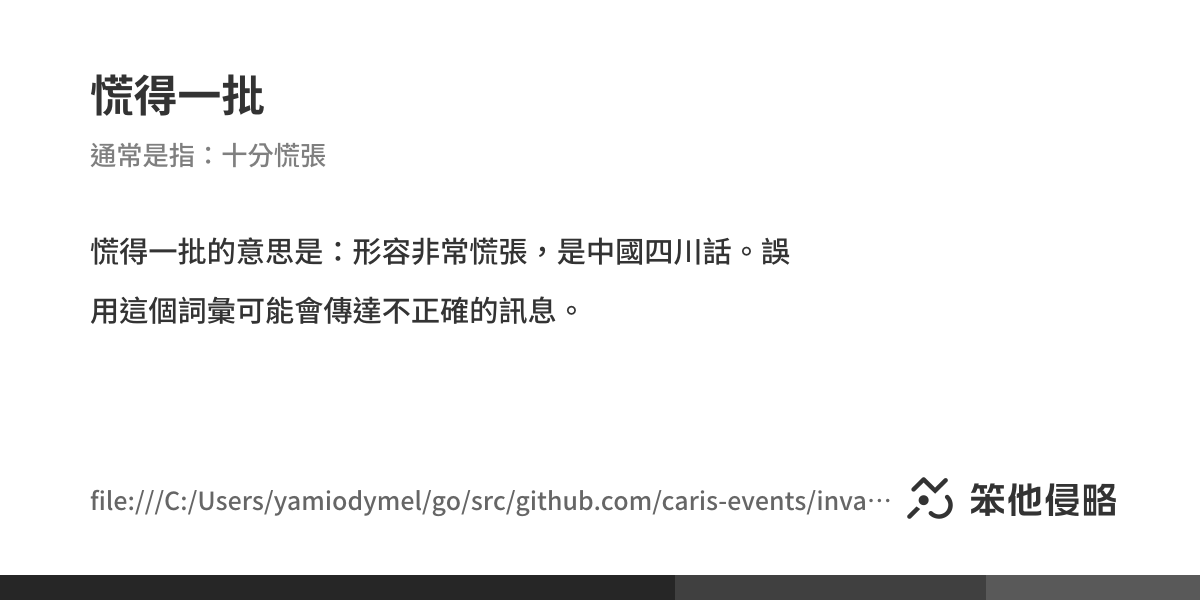 慌得一批
通常是指：十分慌張
慌得一批的意思是：形容非常慌張，是中國四川話。誤
用這個詞彙可能會傳達不正確的訊息。
file:///C:/Users/yamiodymel/go/src/github.com/caris-events/inva…
笨他侵略